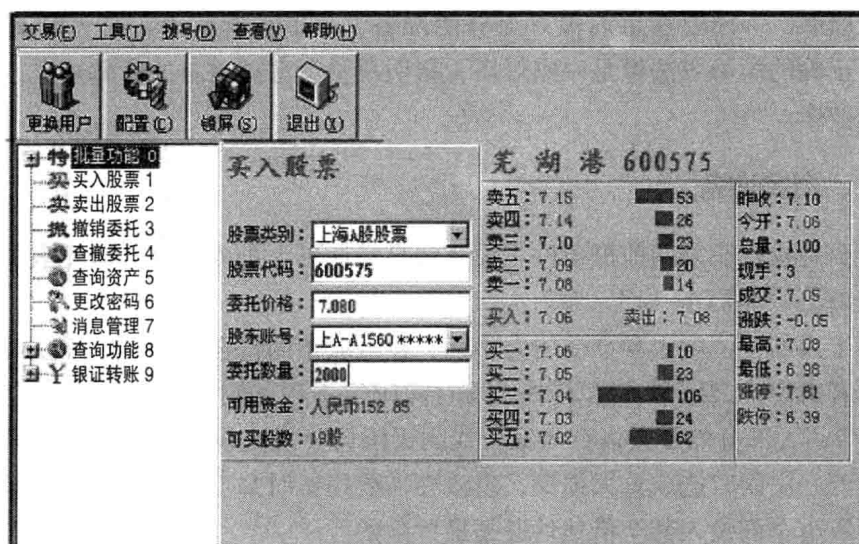 交易(E) 工具(T) 拨号(D) 查看(V) 帮助(H)
更换用户 配置(C) 锁屏(S) 退出(X)
特 批量功能 0
买 买入股票 1
卖 卖出股票 2
撤 撤销委托 3
查撤委托 4
查询资产 5
更改密码 6
消息管理 7
查询功能 8
银证转账 9
买入股票
股票类别：上海A股股票
股票代码：600575
委托价格：7.080
股东账号：上A-A1560*****
委托数量：2000
可用资金：人民币152.85
可买股数：19股
芜湖港 600575
卖五：7.15 53
卖四：7.14 26
卖三：7.10 23
卖二：7.09 20
卖一：7.08 14
买入：7.06 卖出：7.08
买一：7.06 10
买二：7.05 23
买三：7.04 106
买四：7.03 24
买五：7.02 62
昨收：7.10
今开：7.06
总量：1100
现手：3
成交：7.05
涨跌：-0.05
最高：7.09
最低：6.98
涨停：7.81
跌停：6.39